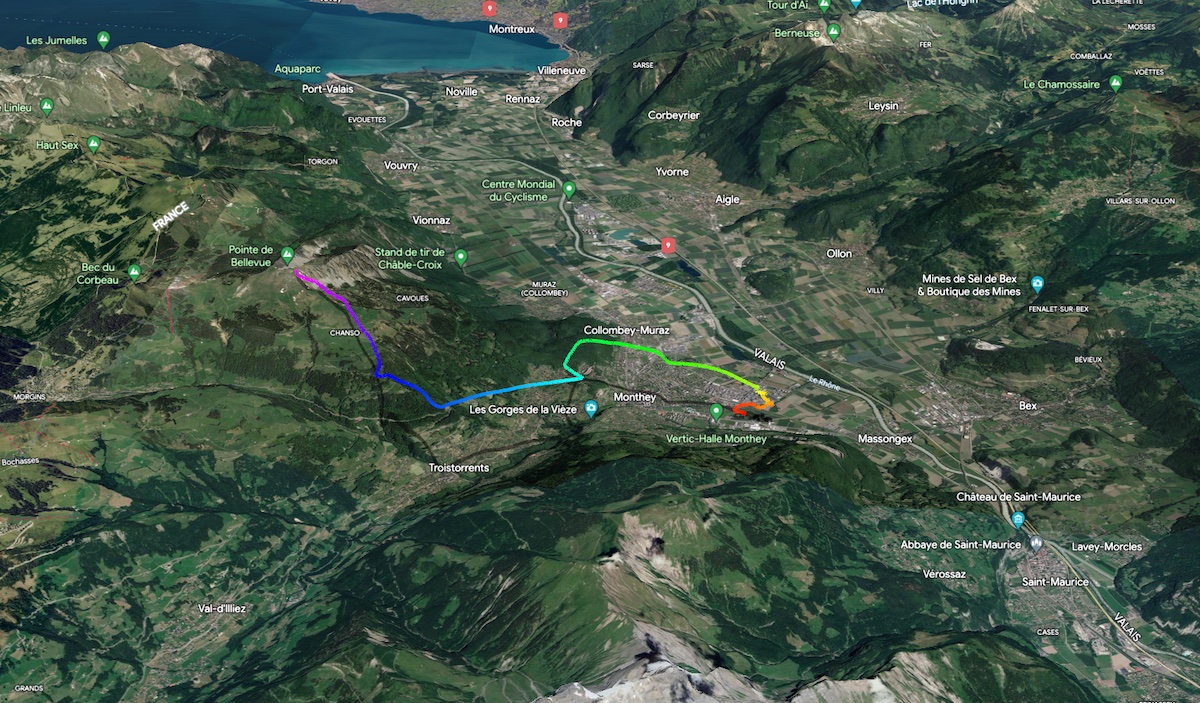 Tour d'Aï
LA LÉCHERETTE
Montreux
Les Jumelles
Berneuse
MOSSES
FER
COMBALLAZ
SARSE
Aquaparc
Villeneuve
VOËTTES
Port-Valais
Noville
Rennaz
Le Chamossaire
Leysin
Linleu
Corbeyrier
EVOUETTES
Roche
Haut Sex
TORGON
Vouvry
Yvorne
Centre Mondial
du Cyclisme
Aigle
VILLARS-SUR-OLLON
FRANCE
Vionnaz
9
9
9
Pointe de
Bellevue
Stand de tir de
Châble-Croix
Ollon
Bec du
Corbeau
MURAZ
(COLLOMBEY)
VILLY
Mines de Sel de Bex
& Boutique des Mines
CAVOUES
FENALET-SUR-BEX
CHANSO
Collombey-Muraz
VALAIS
BÉVIEUX
Le Rhône
MORGINS
Monthey
Les Gorges de la Vièze
Bex
Vertic-Halle Monthey
Massongex
Bochasses
Troistorrents
Château de Saint-Maurice
Abbaye de Saint-Maurice
Lavey-Morcles
Vérossaz
Saint-Maurice
Val-d'Illiez
VALAIS
CASES
GRANDS